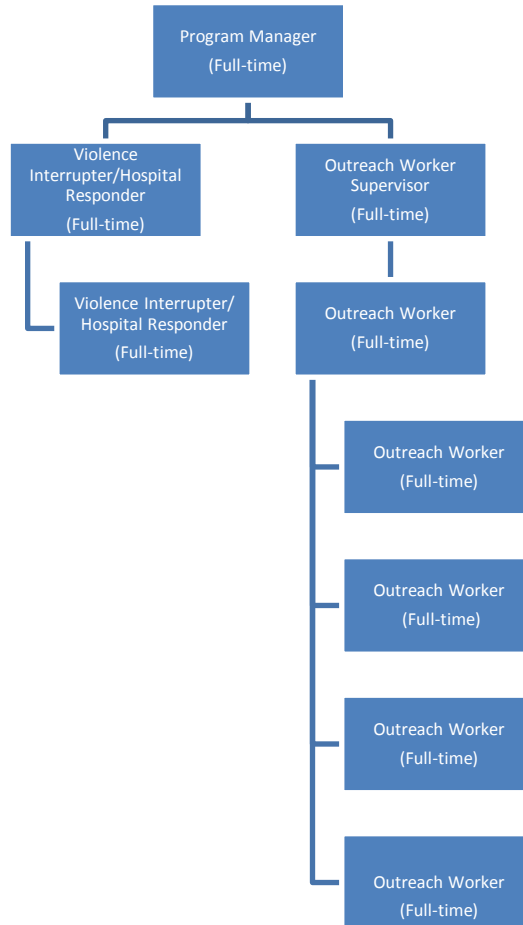 Program Manager
(Full-time)
Violence
Interrupter/Hospital
Responder
(Full-time)
Outreach Worker
Supervisor
(Full-time)
Violence Interrupter/
Hospital Responder
(Full-time)
Outreach Worker
(Full-time)
Outreach Worker
(Full-time)
Outreach Worker
(Full-time)
Outreach Worker
(Full-time)
Outreach Worker
(Full-time)